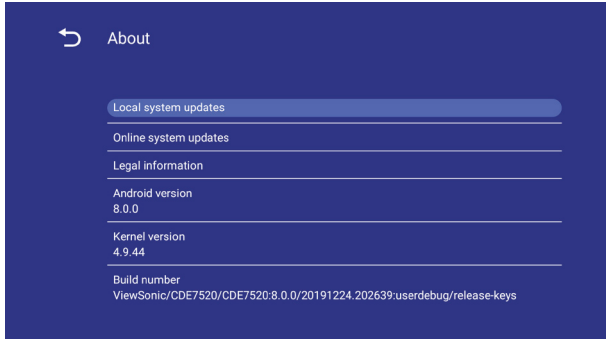 About
Local system updates
Online system updates
Legal information
Android version
8.0.0
Kernel version
4.9.44
Build number
ViewSonic/CDE7520/CDE7520:8.0.0/20191224.202639:userdebug/release-keys